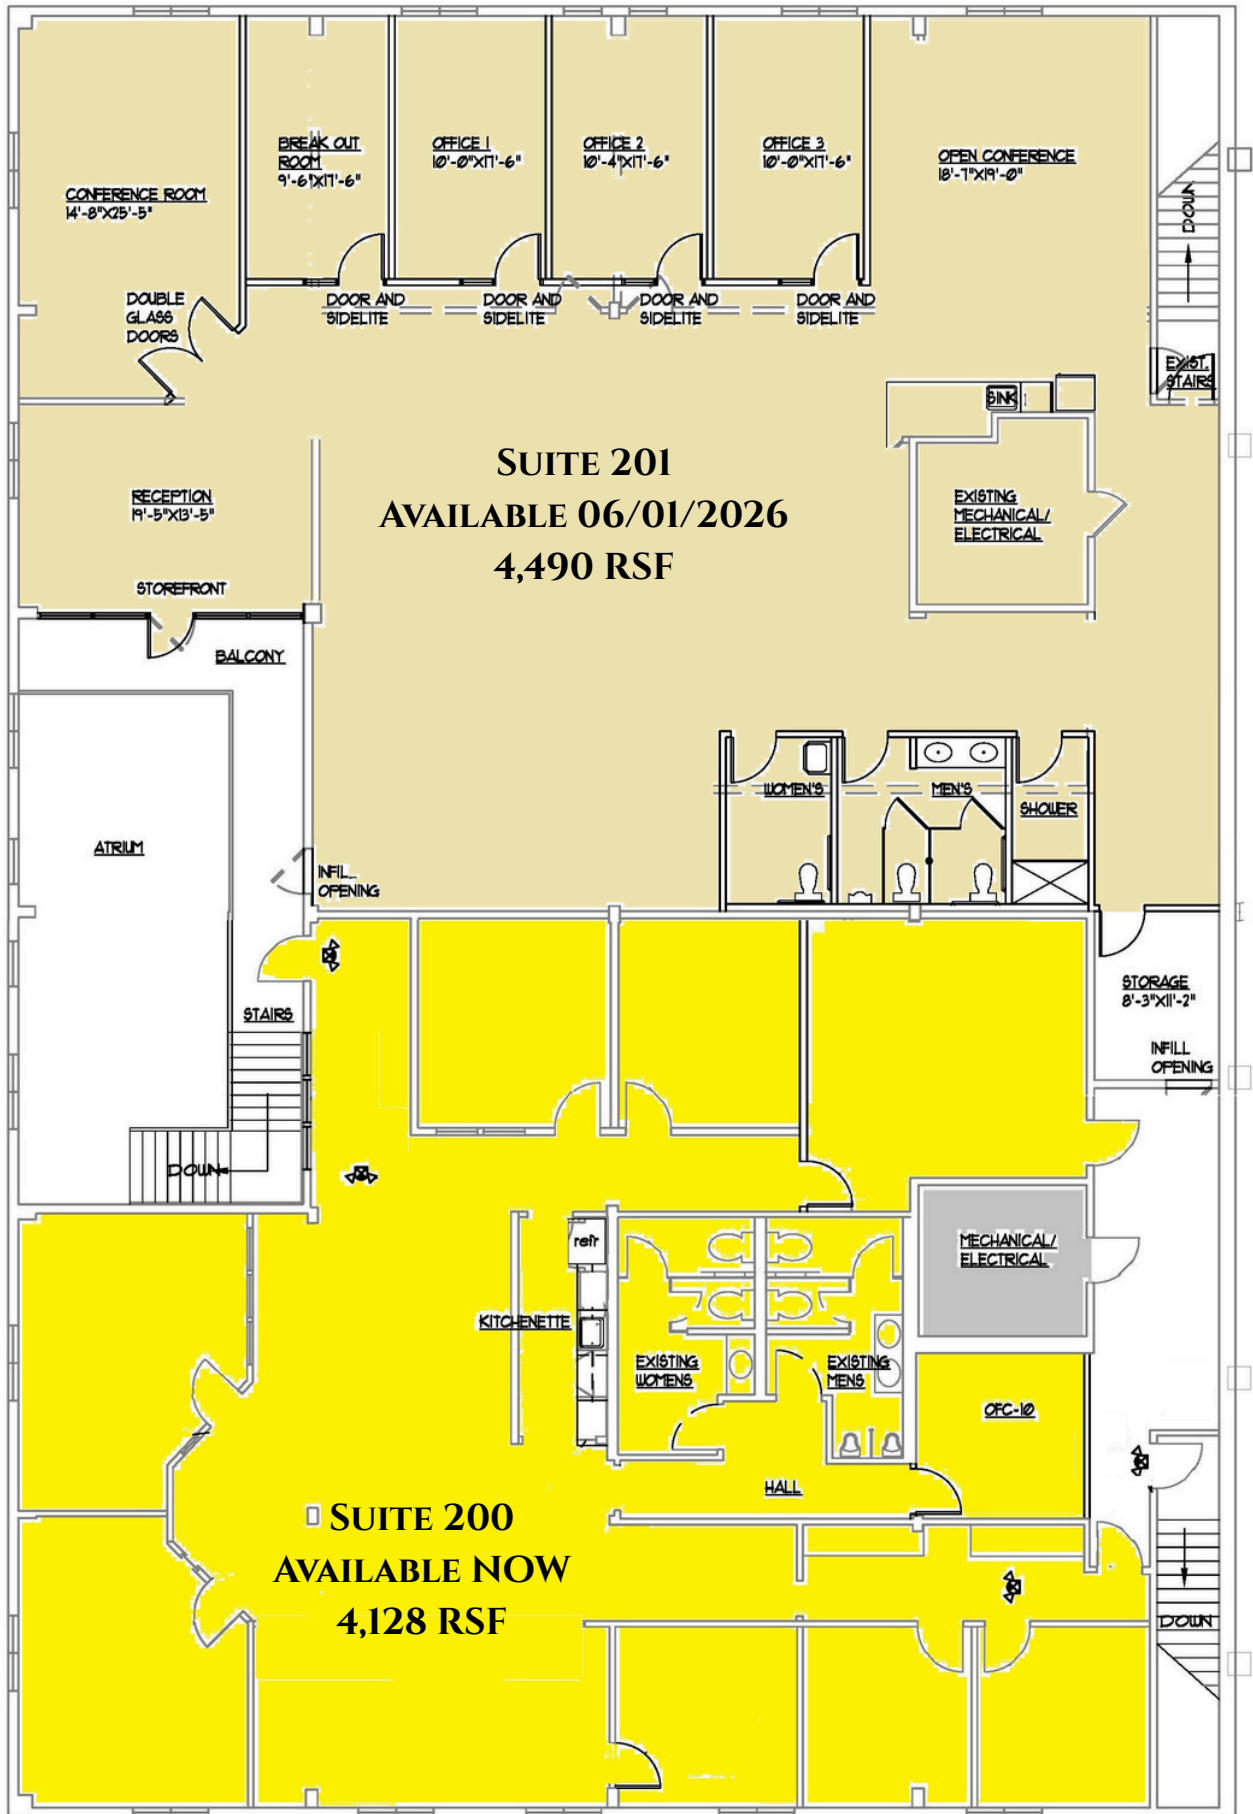 BREAK OUT
ROOM
9'-6"X17'-6"
OFFICE 1
10'-0"X17'-6"
OFFICE 2
10'-4"X17'-6"
OFFICE 3
10'-0"X17'-6"
OPEN CONFERENCE
18'-7"X19'-0"
CONFERENCE ROOM
14'-8"X25'-5"
DOWN
DOUBLE
GLASS
DOORS
DOOR AND
SIDELITE
DOOR AND
SIDELITE
DOOR AND
SIDELITE
DOOR AND
SIDELITE
EXIST.
STAIRS
SINK
SUITE 201
AVAILABLE 06/01/2026
4,490 RSF
RECEPTION
19'-5"X13'-5"
EXISTING
MECHANICAL/
ELECTRICAL
STOREFRONT
BALCONY
WOMEN'S
MEN'S
SHOWER
ATRIUM
INFILL
OPENING
STORAGE
8'-3"X11'-2"
STAIRS
INFILL
OPENING
DOWN
refr
MECHANICAL/
ELECTRICAL
KITCHENETTE
EXISTING
WOMENS
EXISTING
MENS
OFC-10
HALL
SUITE 200
AVAILABLE NOW
4,128 RSF
DOWN